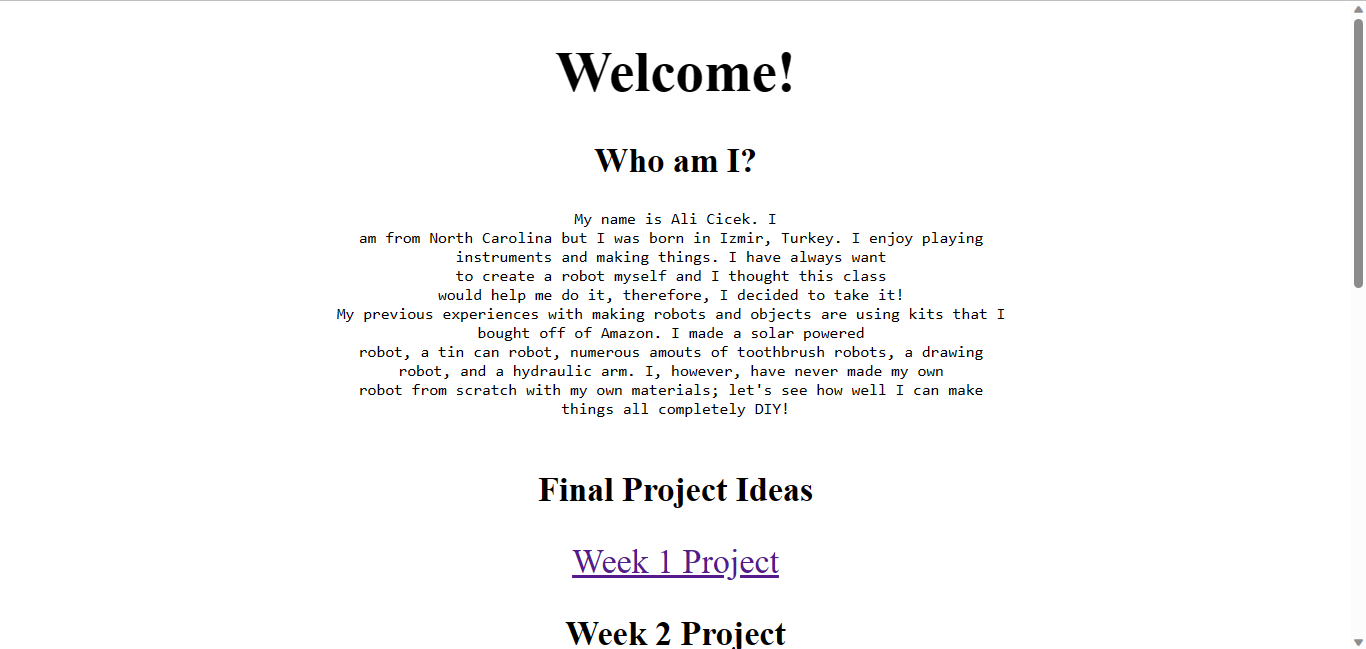 Welcome!
Who am I?
My name is Ali Cicek. I
am from North Carolina but I was born in Izmir, Turkey. I enjoy playing
instruments and making things. I have always want
to create a robot myself and I thought this class
would help me do it, therefore, I decided to take it!
My previous experiences with making robots and objects are using kits that I
bought off of Amazon. I made a solar powered
robot, a tin can robot, numerous amouts of toothbrush robots, a drawing
robot, and a hydraulic arm. I, however, have never made my own
robot from scratch with my own materials; let's see how well I can make
things all completely DIY!
Final Project Ideas
Week 1 Project
Week 2 Project